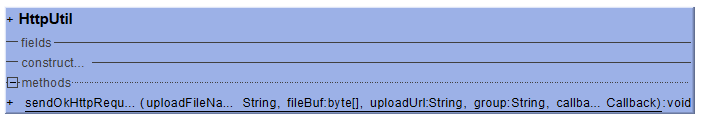 + HttpUtil
fields
construct...
methods
+ sendOkHttpRequ... (uploadFileNa... String, fileBuf:byte[], uploadUrl:String, group:String, callba... Callback):void